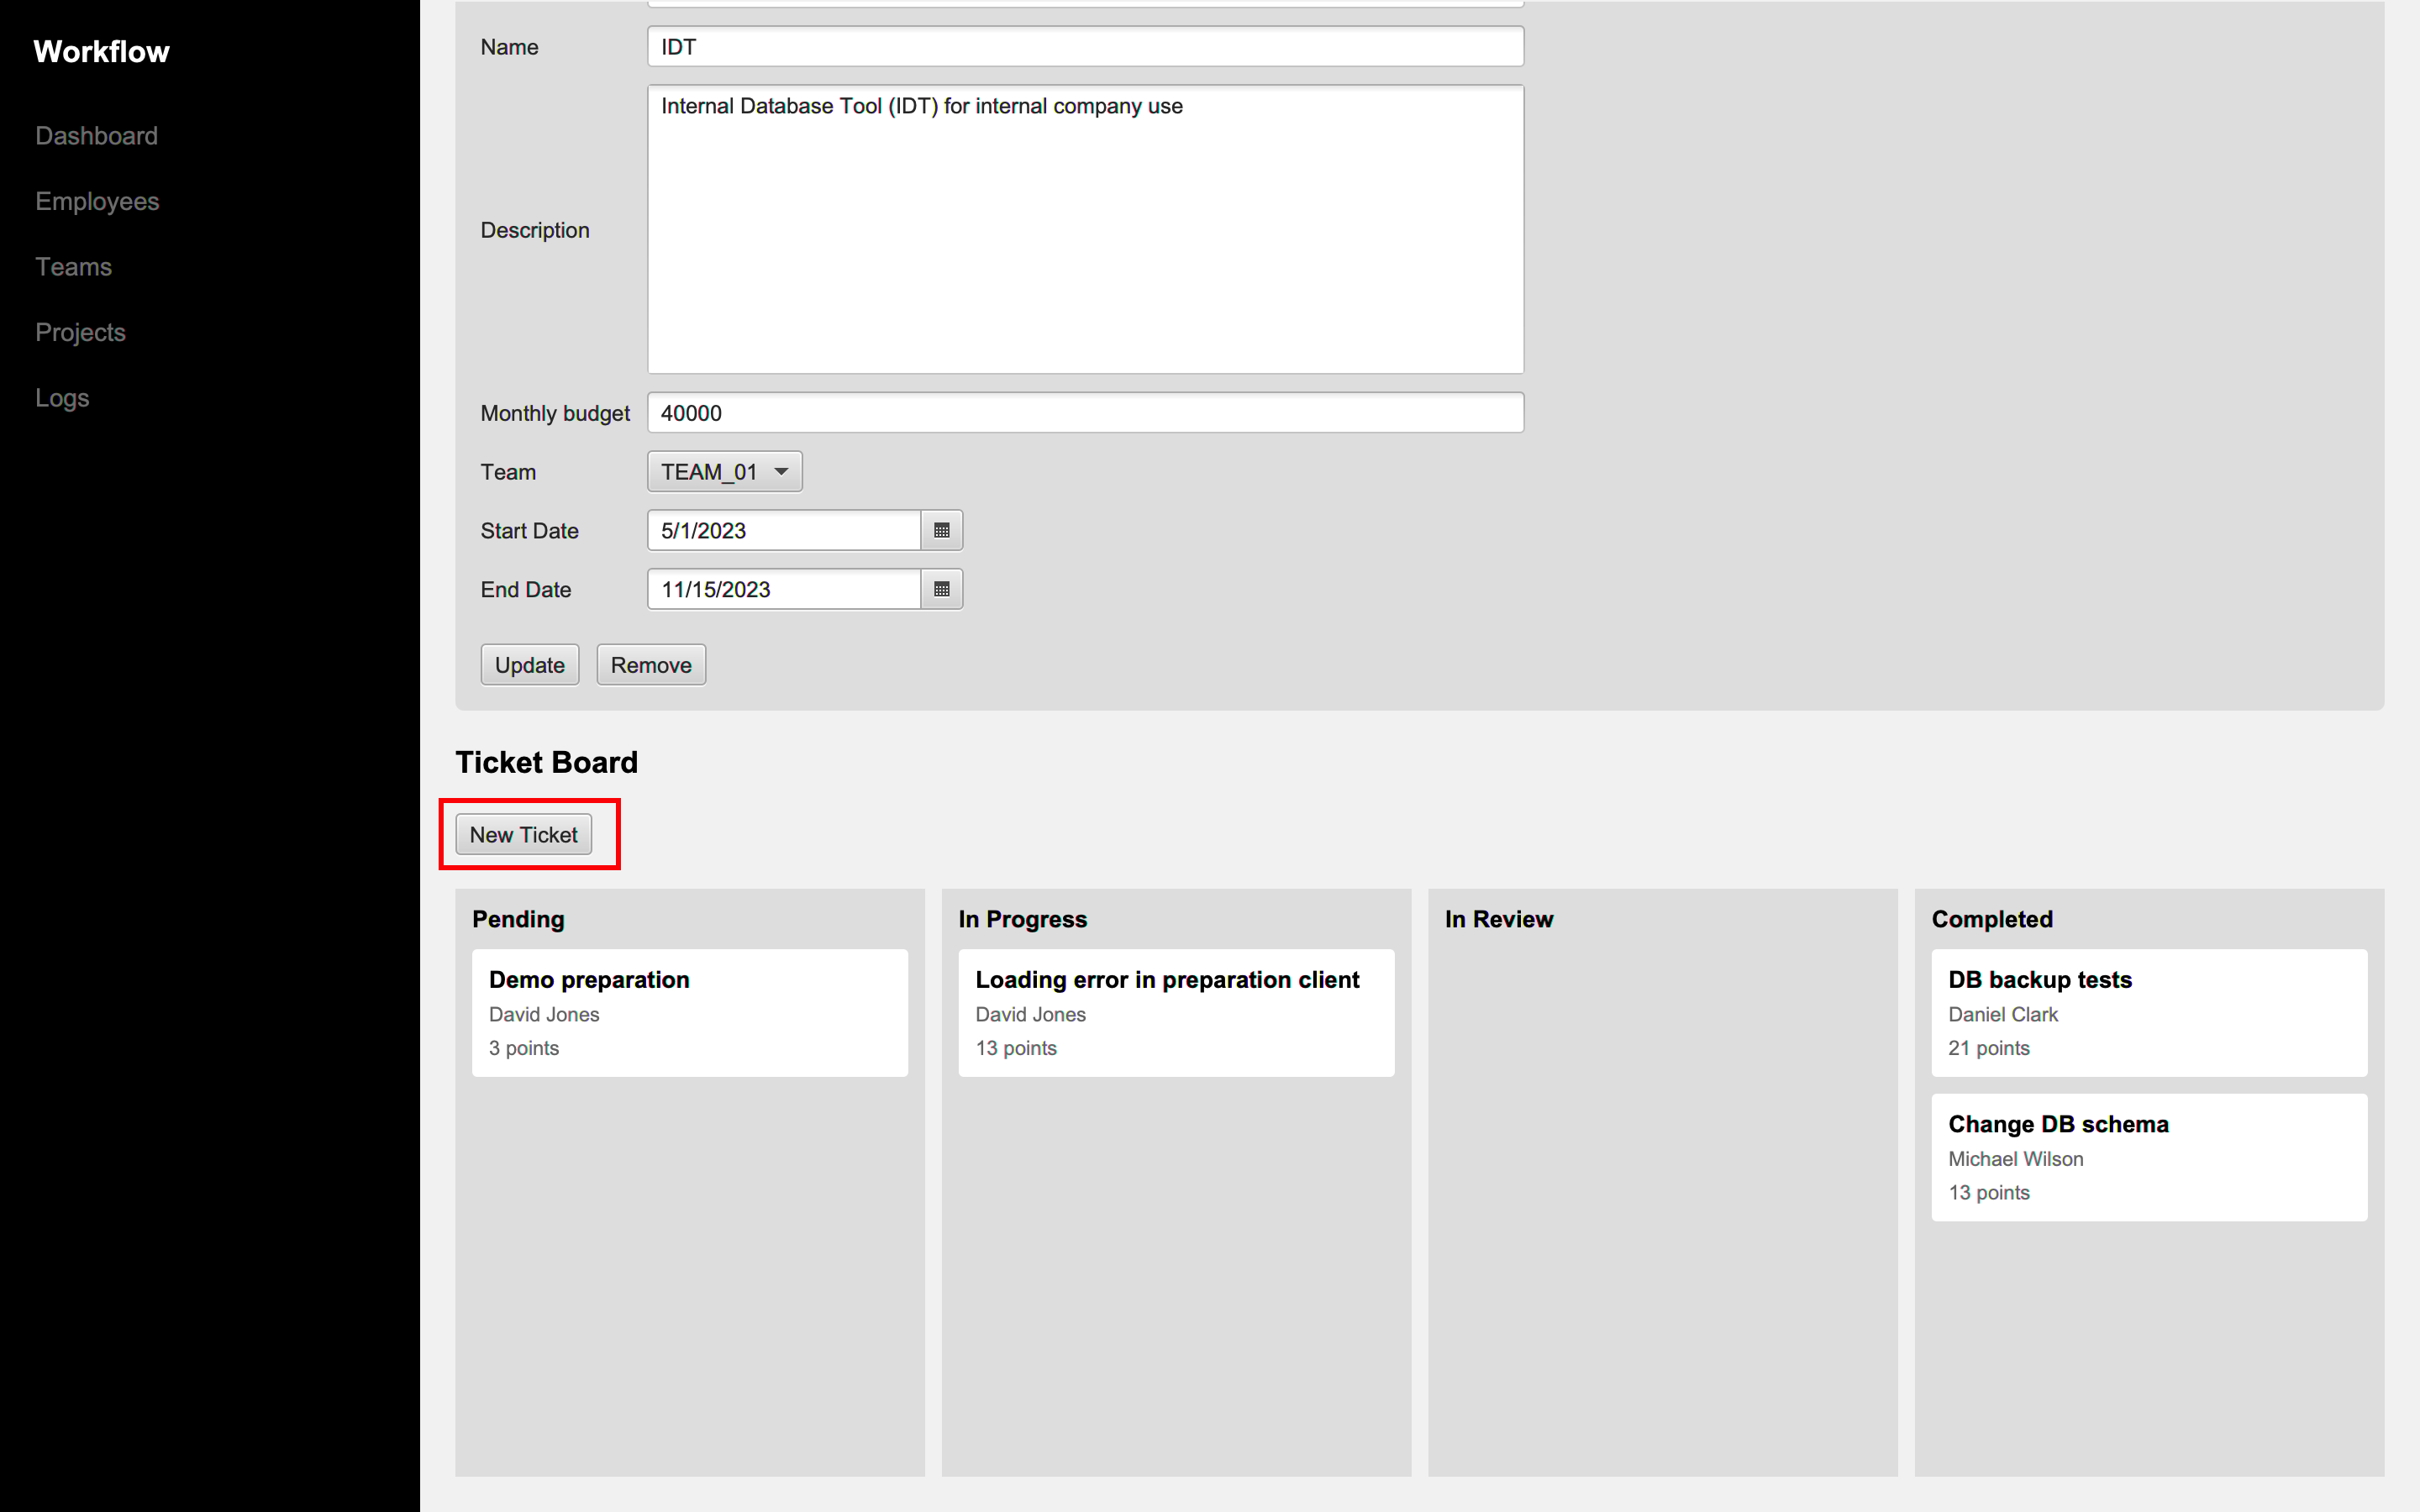 Workflow
Dashboard
Employees
Teams
Projects
Logs
Name
IDT
Description
Internal Database Tool (IDT) for internal company use
Monthly budget
40000
Team
TEAM_01
Start Date
5/1/2023
End Date
11/15/2023
Update
Remove
Ticket Board
New Ticket
Pending
Demo preparation
David Jones
3 points
In Progress
Loading error in preparation client
David Jones
13 points
In Review
Completed
DB backup tests
Daniel Clark
21 points
Change DB schema
Michael Wilson
13 points